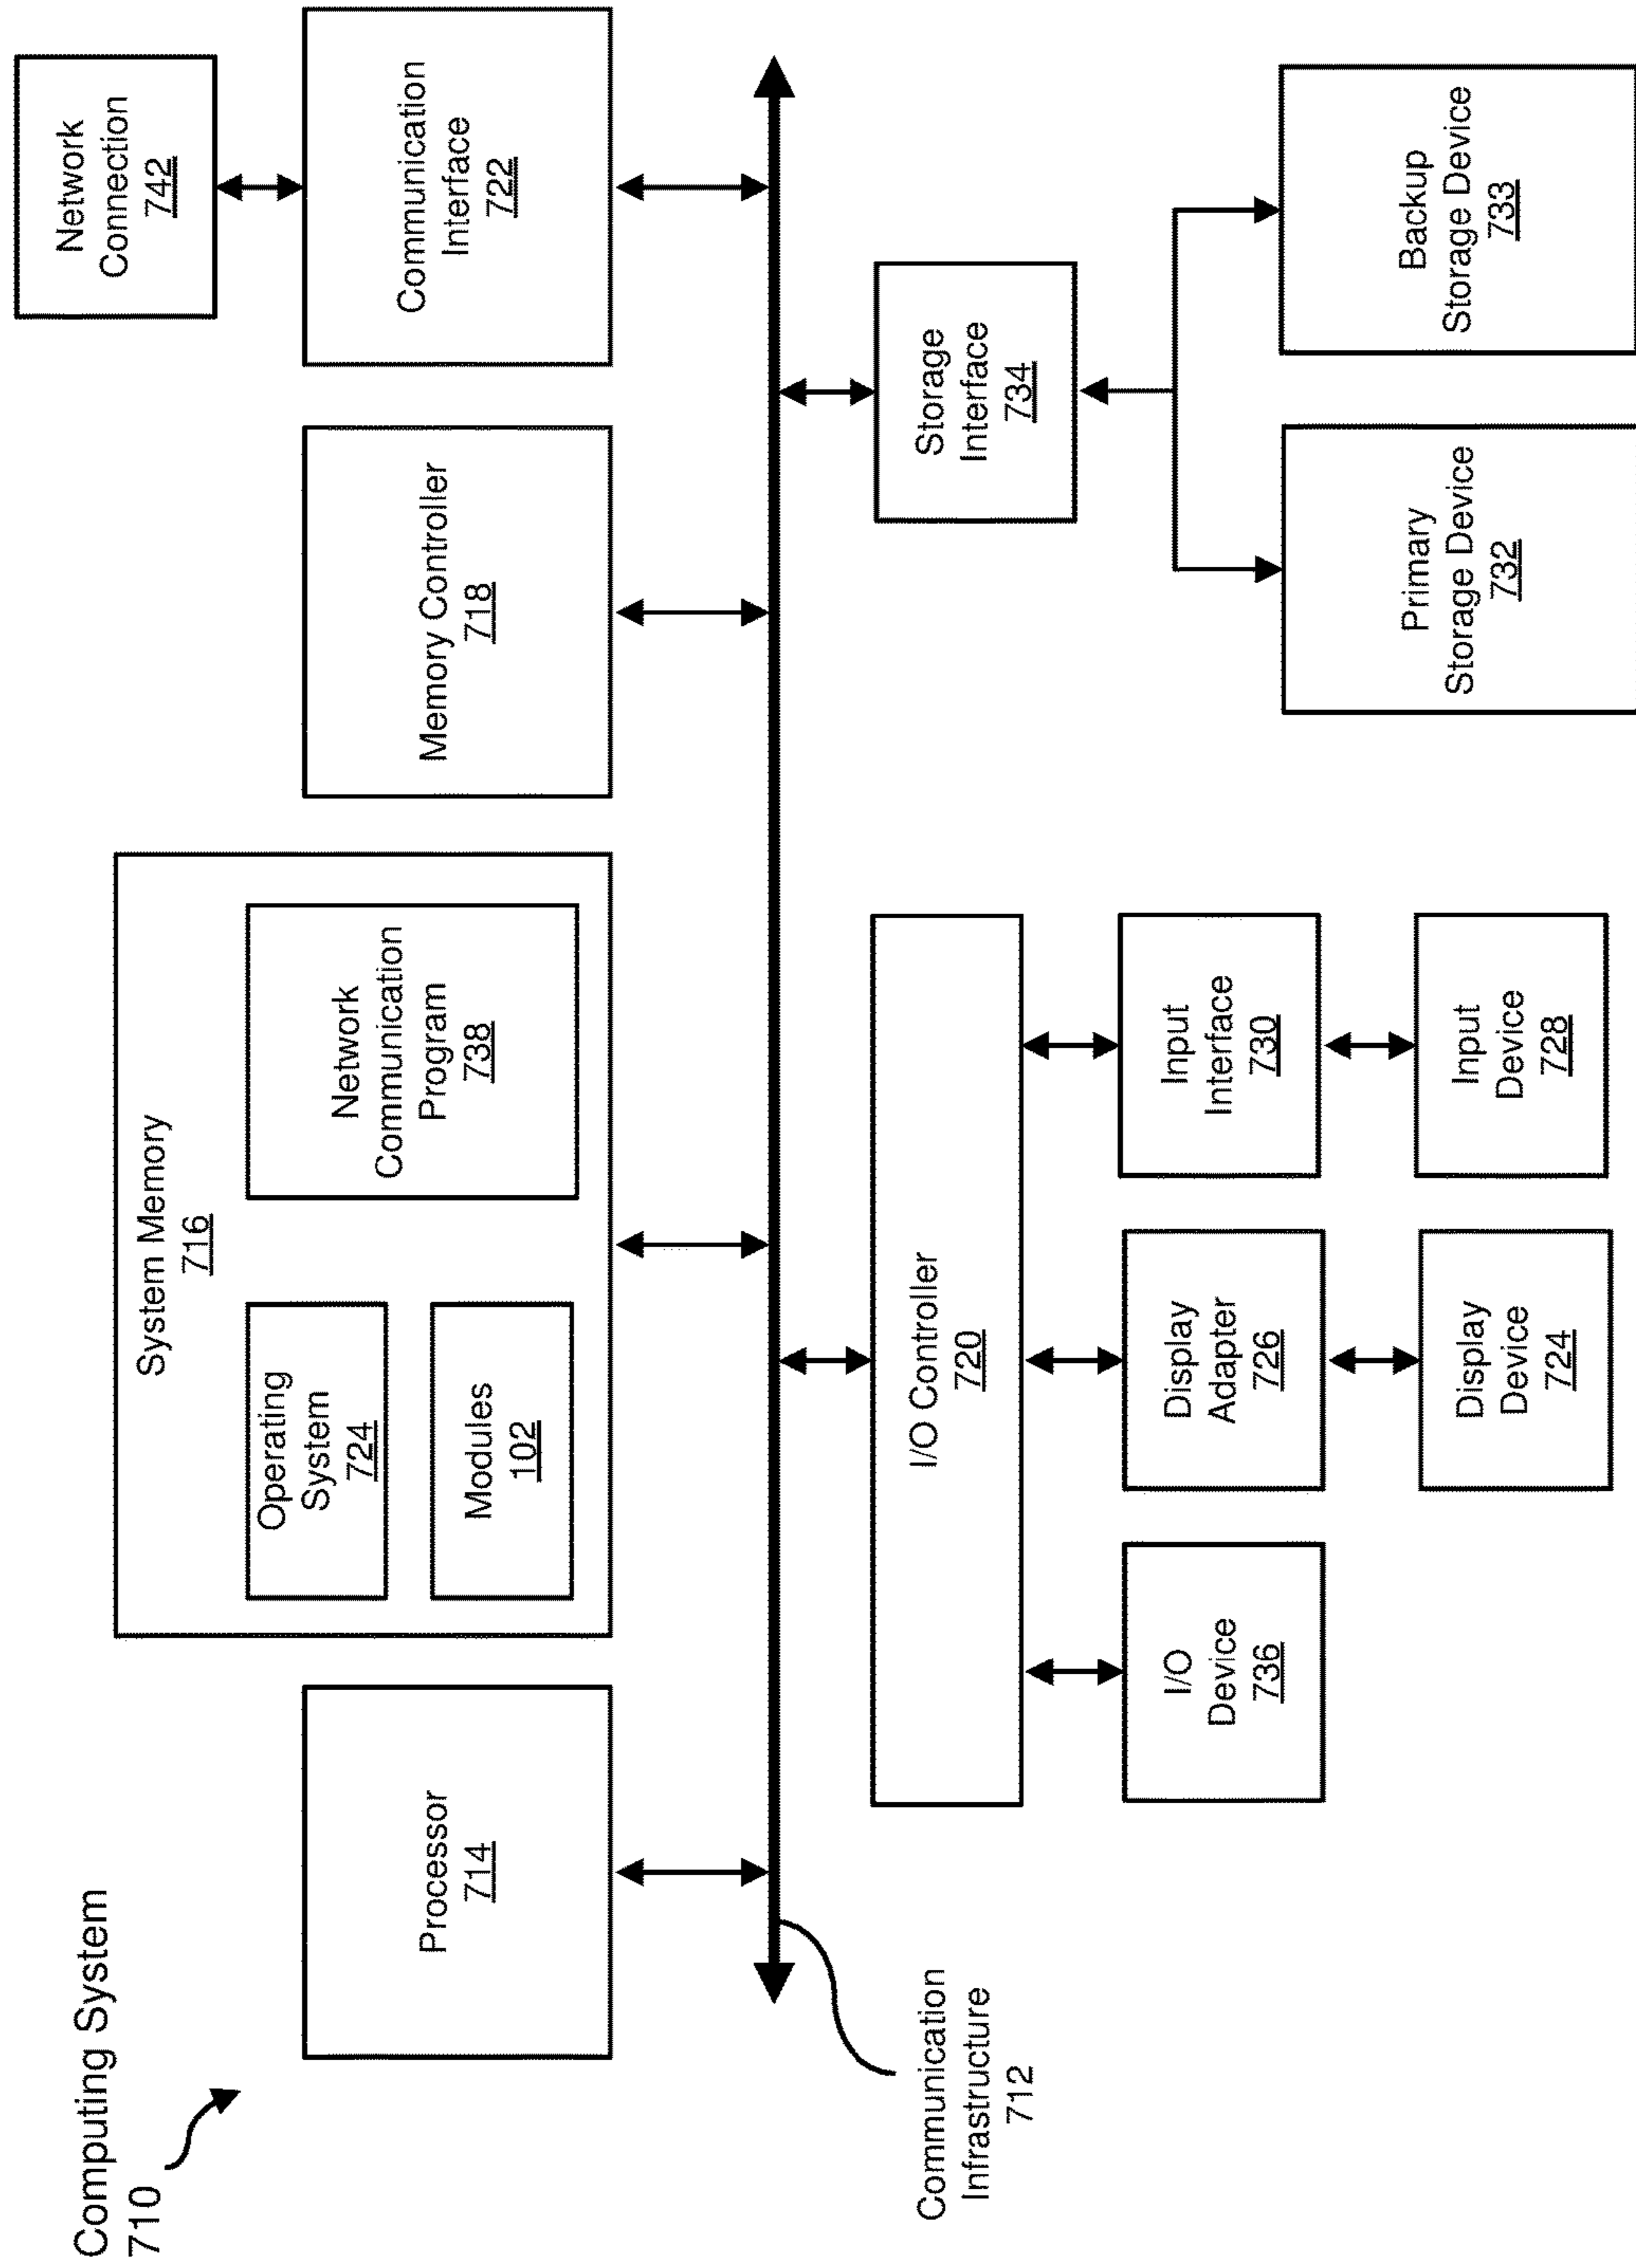 Computing System
710
Processor
714
System Memory
716
Operating
System
724
Modules
102
Network
Communication
Program
738
Memory Controller
718
Communication
Interface
722
Network
Connection
742
Communication
Infrastructure
712
I/O Controller
720
I/O
Device
736
Display
Adapter
726
Display
Device
724
Input
Interface
730
Input
Device
728
Storage
Interface
734
Primary
Storage Device
732
Backup
Storage Device
733